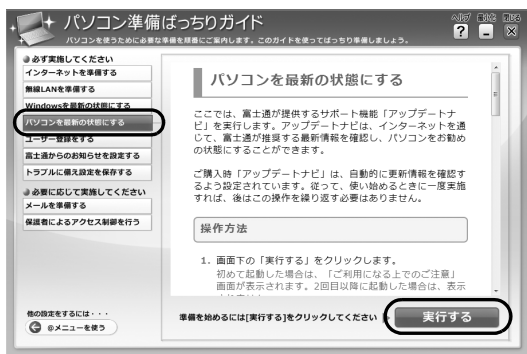 パソコン準備ばっちりガイド
パソコンを使うために必要な準備を順番にご案内します。このガイドを使ってばっちり準備しましょう。
ヘルプ 最小化 閉じる
必ず実施してください
インターネットを準備する
無線LANを準備する
Windowsを最新の状態にする
パソコンを最新の状態にする
ユーザー登録をする
富士通からのお知らせを設定する
トラブルに備え設定を保存する
必要に応じて実施してください
メールを準備する
保護者によるアクセス制御を行う
他の設定をするには・・・
@メニューを使う
パソコンを最新の状態にする
ここでは、富士通が提供するサポート機能「アップデートナ
ビ」を実行します。アップデートナビは、インターネットを通
じて、富士通が推奨する最新情報を確認し、パソコンをお勧め
の状態にすることができます。
ご購入時「アップデートナビ」は、自動的に更新情報を確認す
るよう設定されています。従って、使い始めるときに一度実施
すれば、後はこの操作を繰り返す必要はありません。
操作方法
1. 画面下の「実行する」をクリックします。
初めて起動した場合は、「ご利用になる上でのご注意」
画面が表示されます。2回目以降に起動した場合は、表示
準備を始めるには[実行する]をクリックしてください
実行する